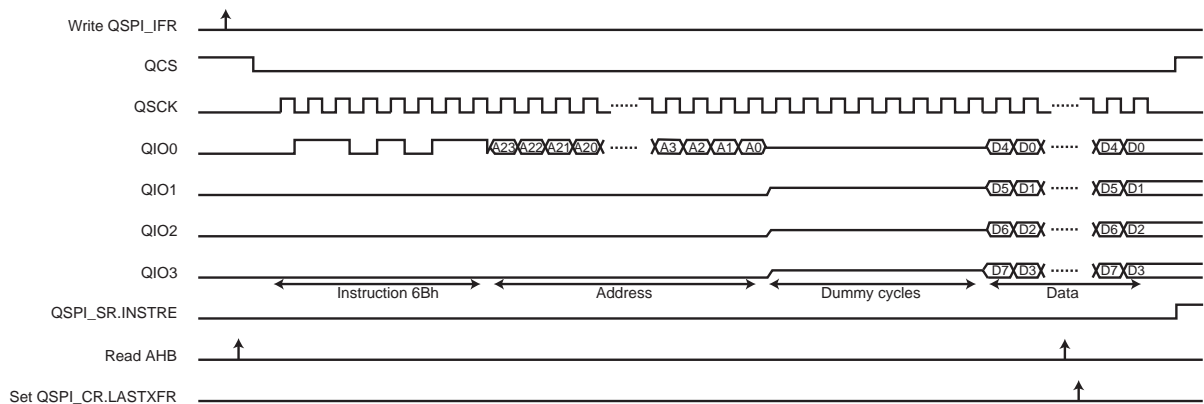 Write QSPI_IFR
QCS
QSCK
QIO0 A23 A22 A21 A20 A3 A2 A1 A0 D4 D0 D4 D0
QIO1 D5 D1 D5 D1
QIO2 D6 D2 D6 D2
QIO3 D7 D3 D7 D3
Instruction 6Bh Address Dummy cycles Data
QSPI_SR.INSTRE
Read AHB
Set QSPI_CR.LASTXFR